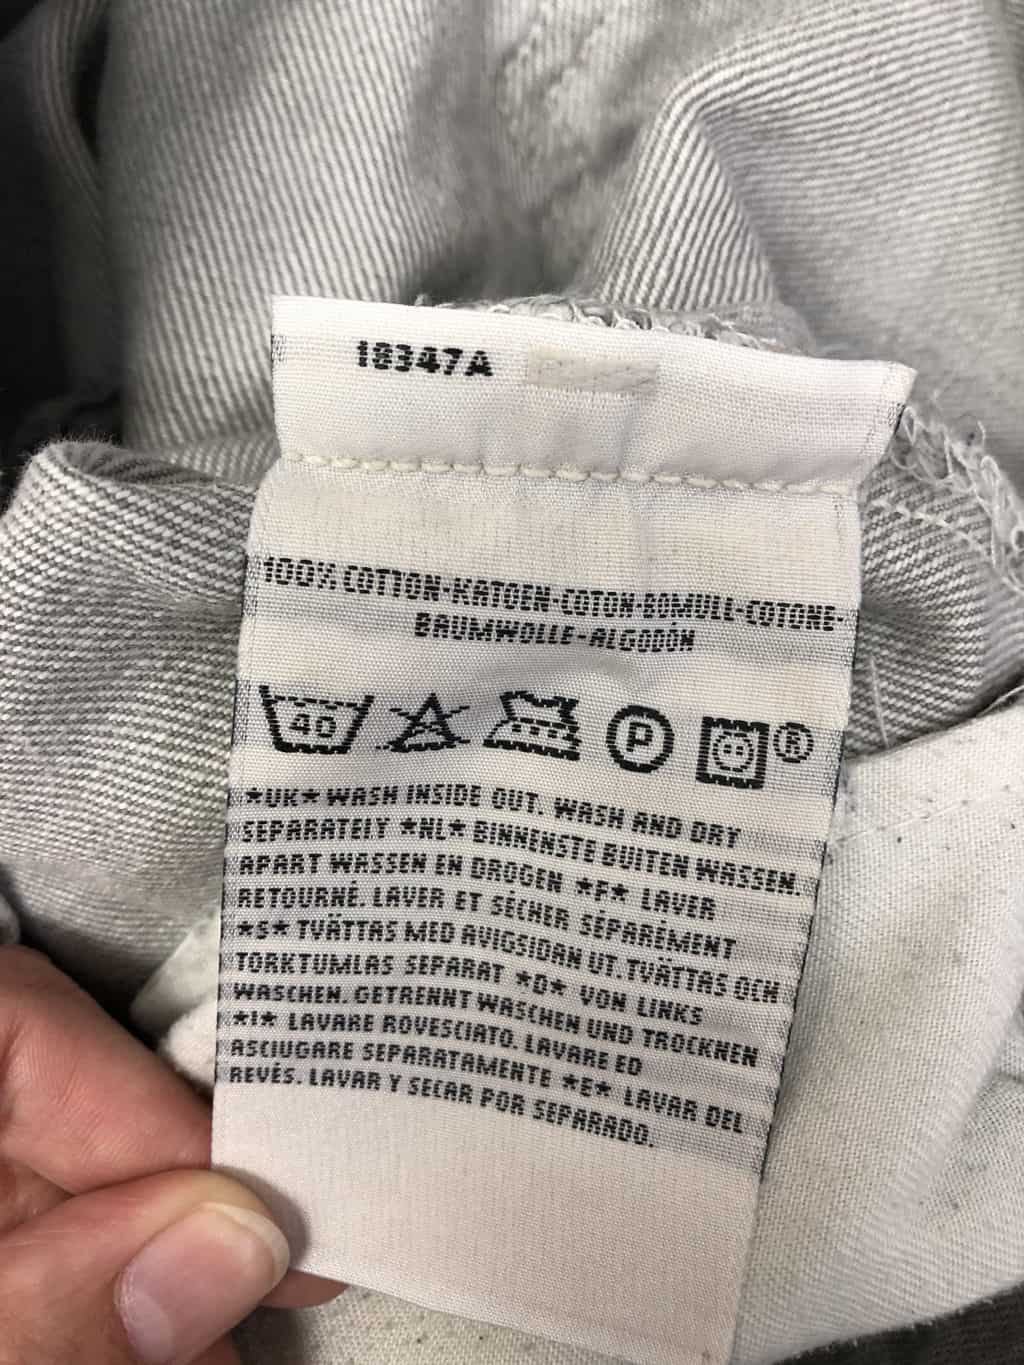 18347A
100% COTTON-KATOEN-COTON-BOMULL-COTONE-
BAUMWOLLE-ALGODÓN
40 P ®
*UK* WASH INSIDE OUT. WASH AND DRY
SEPARATELY *NL* BINNENSTE BUITEN WASSEN.
APART WASSEN EN DROGEN *F* LAVER
RETOURNÉ. LAVER ET SÉCHER SÉPARÉMENT
*S* TVÄTTAS MED AVIGSIDAN UT. TVÄTTAS OCH
TORKTUMLAS SEPARAT *D* VON LINKS
WASCHEN. GETRENNT WASCHEN UND TROCKNEN
*I* LAVARE ROVESCIATO. LAVARE ED
ASCIUGARE SEPARATAMENTE *E* LAVAR DEL
REVÉS. LAVAR Y SECAR POR SEPARADO.